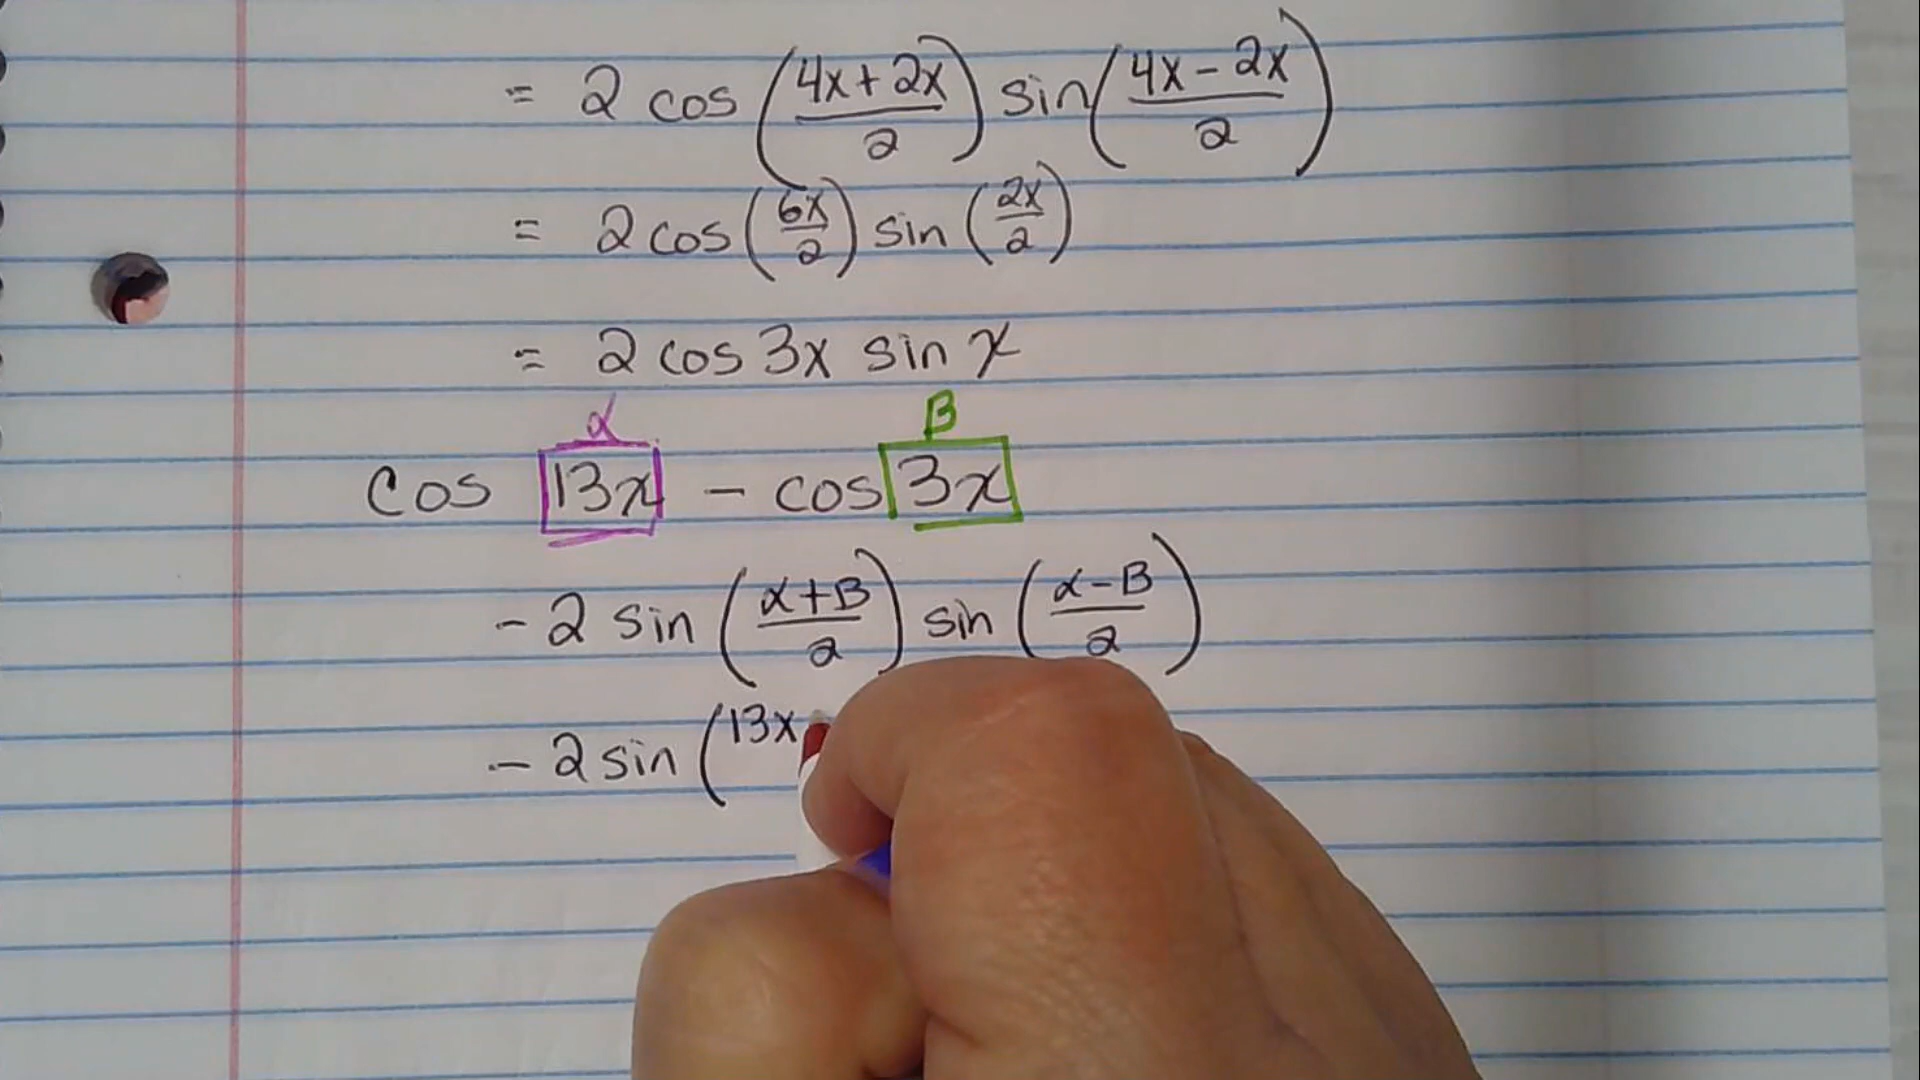 = 2 cos (4x + 2x / 2) sin (4x - 2x / 2)
= 2 cos (6x / 2) sin (2x / 2)
= 2 cos 3x sin x
α β
cos 13x - cos 3x
- 2 sin (α + β / 2) sin (α - β / 2)
- 2 sin (13x